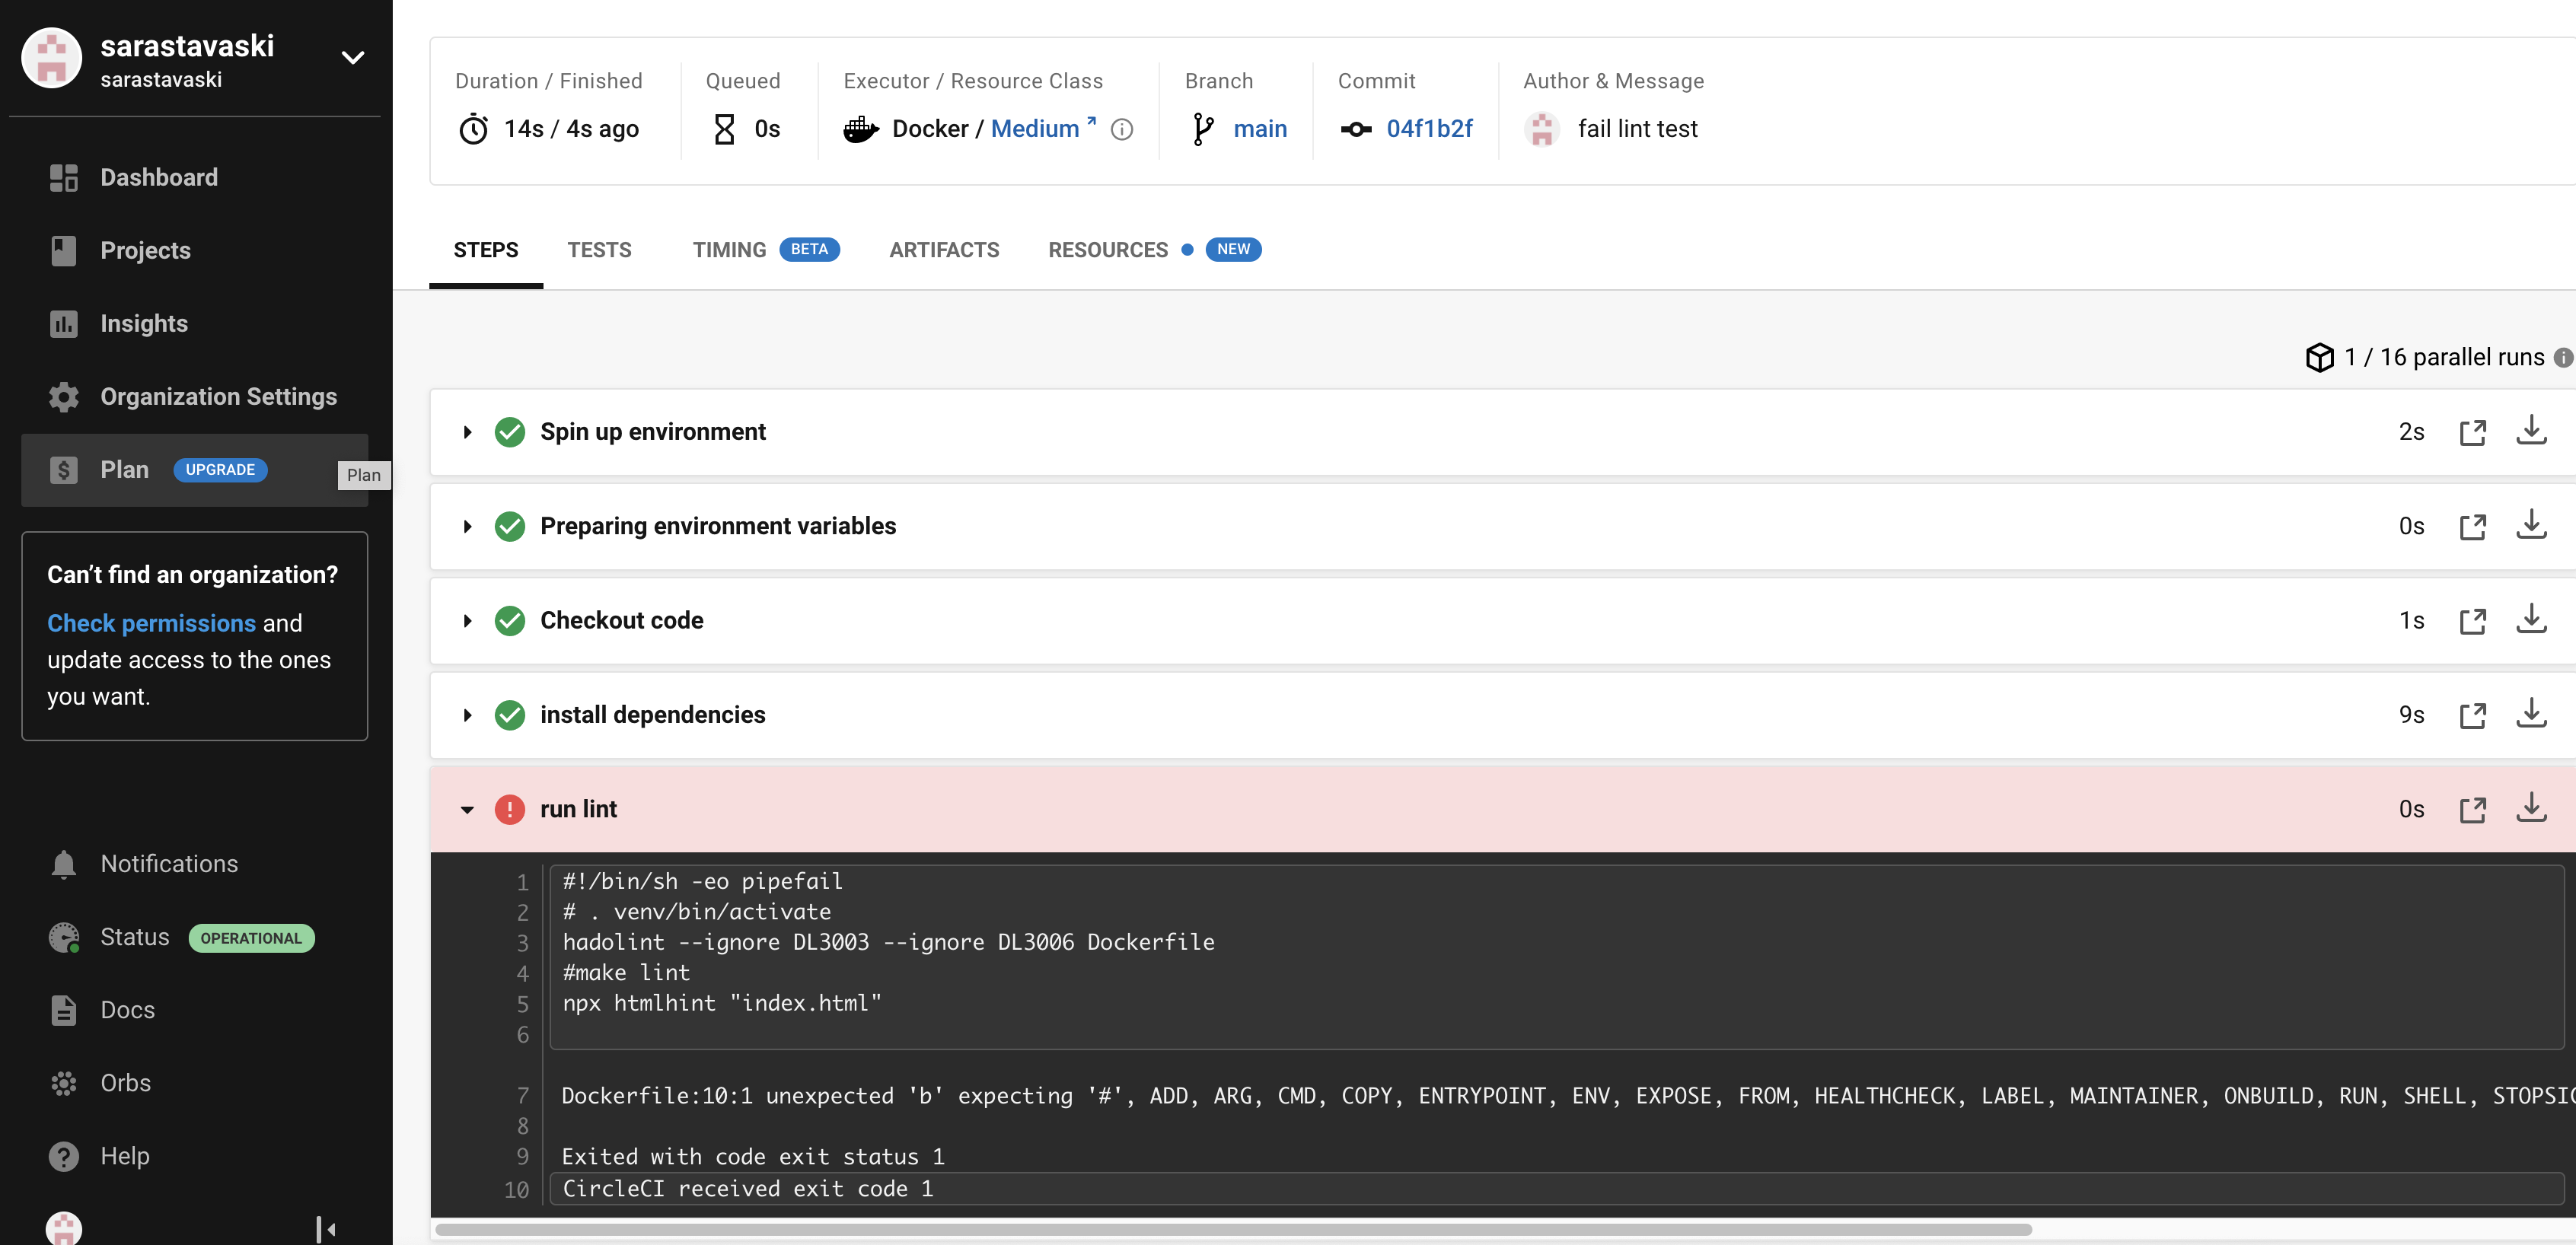 sarastavaski
sarastavaski
Dashboard
Projects
Insights
Organization Settings
Plan UPGRADE
Plan
Can’t find an organization?
Check permissions and
update access to the ones
you want.
Notifications
Status OPERATIONAL
Docs
Orbs
Help
Duration / Finished
14s / 4s ago
Queued
0s
Executor / Resource Class
Docker / Medium
Branch
main
Commit
04f1b2f
Author & Message
fail lint test
STEPS TESTS TIMING BETA ARTIFACTS RESOURCES NEW
1 / 16 parallel runs
Spin up environment 2s
Preparing environment variables 0s
Checkout code 1s
install dependencies 9s
run lint 0s
1 #!/bin/sh -eo pipefail
2 # . venv/bin/activate
3 hadolint --ignore DL3003 --ignore DL3006 Dockerfile
4 #make lint
5 npx htmlhint "index.html"
6
7 Dockerfile:10:1 unexpected 'b' expecting '#', ADD, ARG, CMD, COPY, ENTRYPOINT, ENV, EXPOSE, FROM, HEALTHCHECK, LABEL, MAINTAINER, ONBUILD, RUN, SHELL,
8
9 Exited with code exit status 1
10 CircleCI received exit code 1